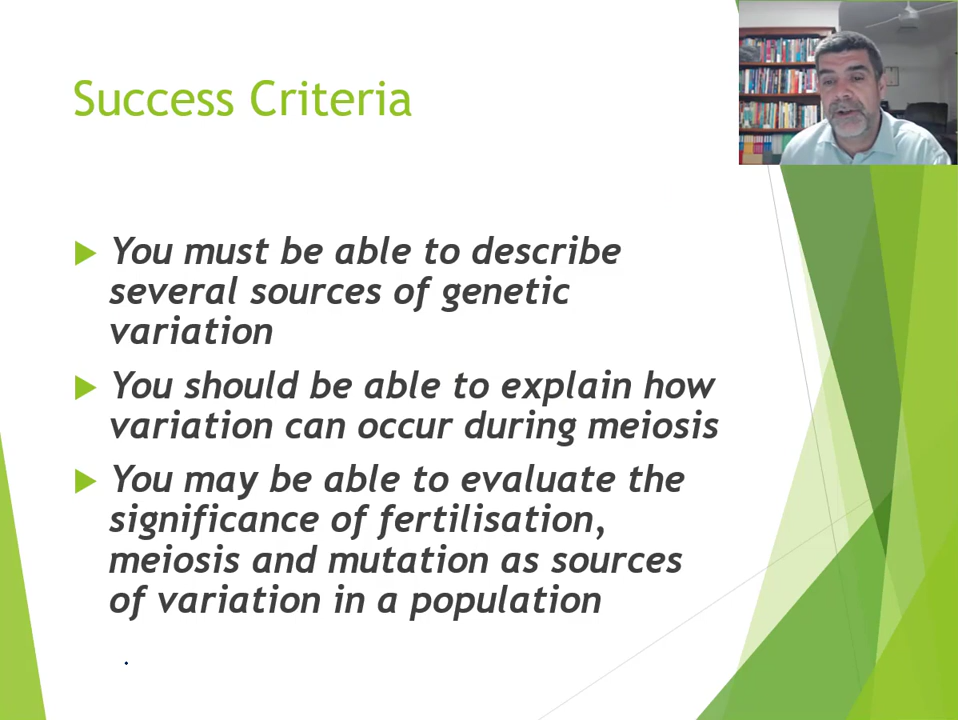 Success Criteria
You must be able to describe
several sources of genetic
variation
You should be able to explain how
variation can occur during meiosis
You may be able to evaluate the
significance of fertilisation,
meiosis and mutation as sources
of variation in a population